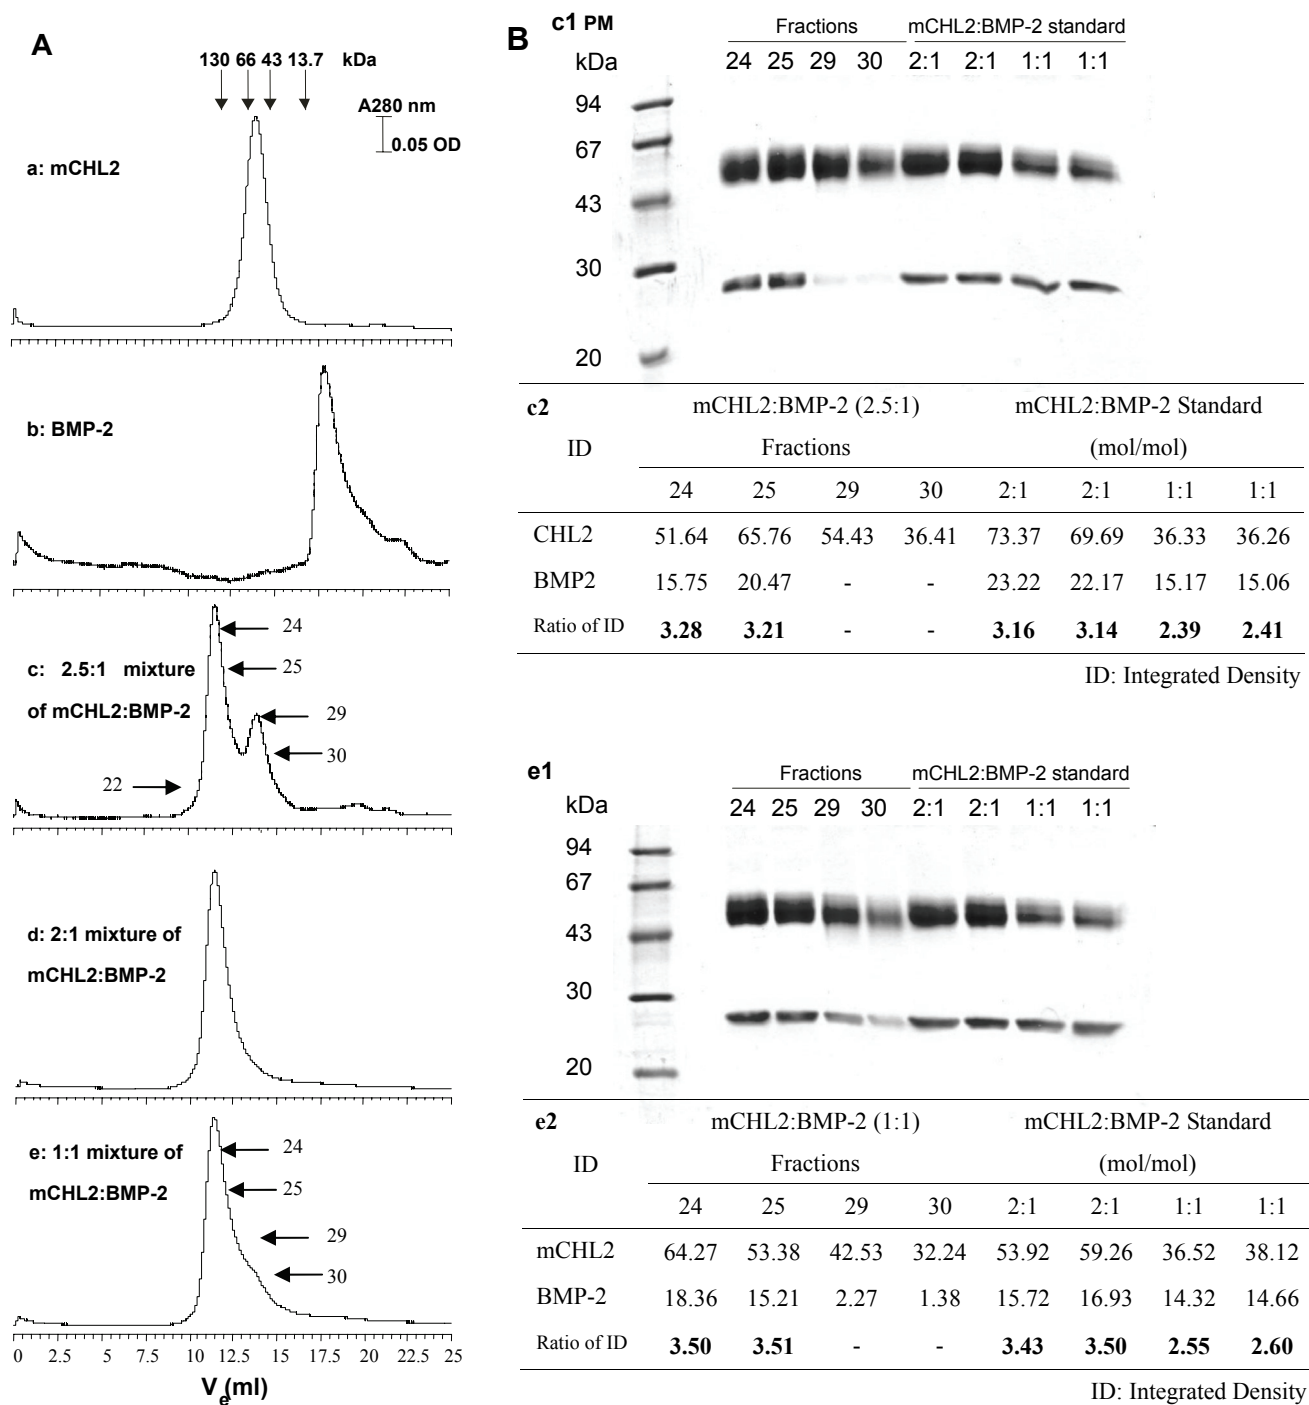 A
130 66 43 13.7 kDa
A280 nm
0.05 OD
a: mCHL2
b: BMP-2
24
25
c: 2.5:1 mixture
of mCHL2:BMP-2
29
30
22
d: 2:1 mixture of
mCHL2:BMP-2
e: 1:1 mixture of
mCHL2:BMP-2
24
25
29
30
0 2.5 5 7.5 10 12.5 15 17.5 20 22.5 25
Ve(ml)
B
c1 PM
Fractions mCHL2:BMP-2 standard
kDa 24 25 29 30 2:1 2:1 1:1 1:1
94
67
43
30
20
c2 mCHL2:BMP-2 (2.5:1) mCHL2:BMP-2 Standard
ID Fractions (mol/mol)
24 25 29 30 2:1 2:1 1:1 1:1
CHL2 51.64 65.76 54.43 36.41 73.37 69.69 36.33 36.26
BMP2 15.75 20.47 - - 23.22 22.17 15.17 15.06
Ratio of ID 3.28 3.21 - - 3.16 3.14 2.39 2.41
ID: Integrated Density
e1
Fractions mCHL2:BMP-2 standard
kDa 24 25 29 30 2:1 2:1 1:1 1:1
94
67
43
30
20
e2 mCHL2:BMP-2 (1:1) mCHL2:BMP-2 Standard
ID Fractions (mol/mol)
24 25 29 30 2:1 2:1 1:1 1:1
mCHL2 64.27 53.38 42.53 32.24 53.92 59.26 36.52 38.12
BMP-2 18.36 15.21 2.27 1.38 15.72 16.93 14.32 14.66
Ratio of ID 3.50 3.51 - - 3.43 3.50 2.55 2.60
ID: Integrated Density